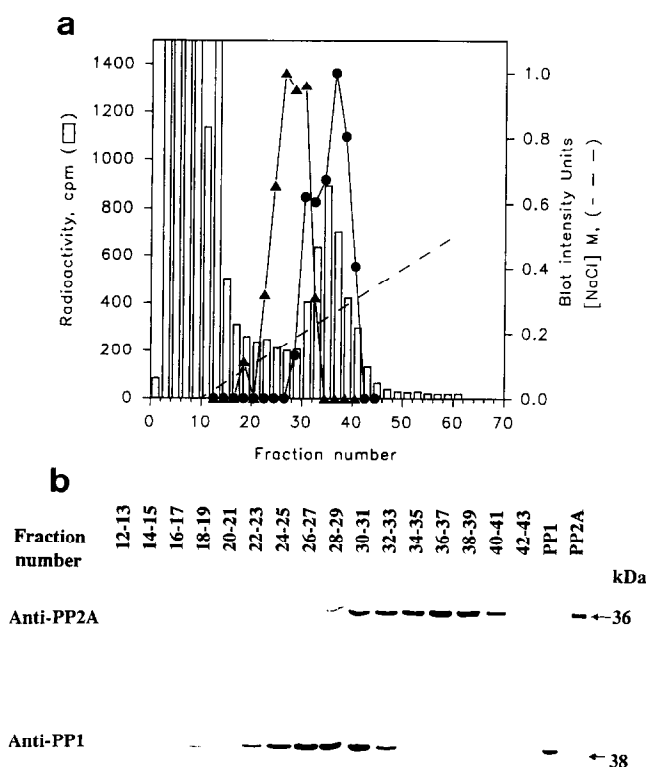 a
Radioactivity, cpm (□)
1400
1200
1000
800
600
400
200
0
1.0
0.8
0.6
0.4
0.2
0.0
Blot intensity Units
[NaCl] M, (– – –)
0 10 20 30 40 50 60 70
Fraction number
b
Fraction number
12-13 14-15 16-17 18-19 20-21 22-23 24-25 26-27 28-29 30-31 32-33 34-35 36-37 38-39 40-41 42-43 PP1 PP2A
kDa
Anti-PP2A
←36
Anti-PP1
←38